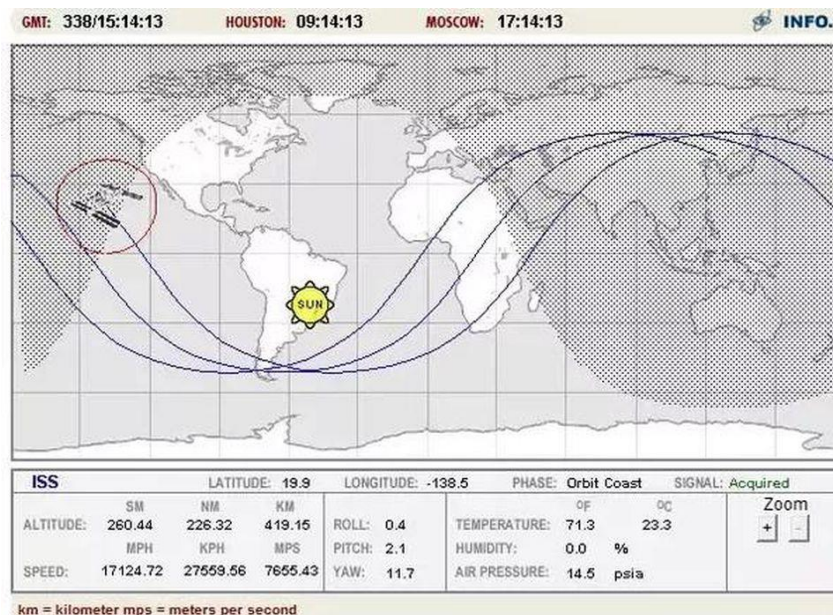 GMT: 338/15:14:13 HOUSTON: 09:14:13 MOSCOW: 17:14:13 INFO.
SUN
ISS LATITUDE: 19.9 LONGITUDE: -138.5 PHASE: Orbit Coast SIGNAL: Acquired
SM NM KM ºF ºC Zoom
ALTITUDE: 260.44 226.32 419.15 ROLL: 0.4 TEMPERATURE: 71.3 23.3 + -
MPH KPH MPS PITCH: 2.1 HUMIDITY: 0.0 %
SPEED: 17124.72 27559.56 7655.43 YAW: 11.7 AIR PRESSURE: 14.5 psia
km = kilometer mps = meters per second